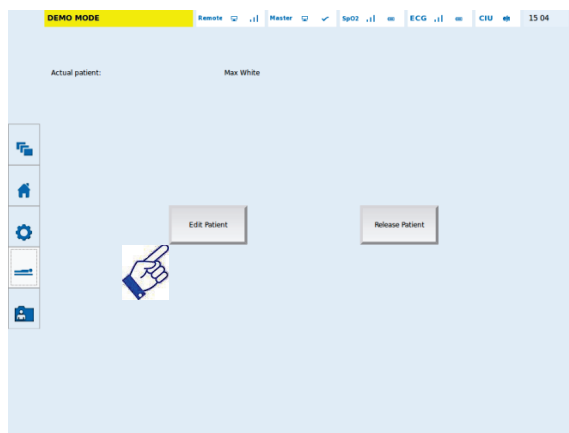 DEMO MODE Remote Master SpO2 ECG CIU 15 04
Actual patient: Max White
Edit Patient Release Patient